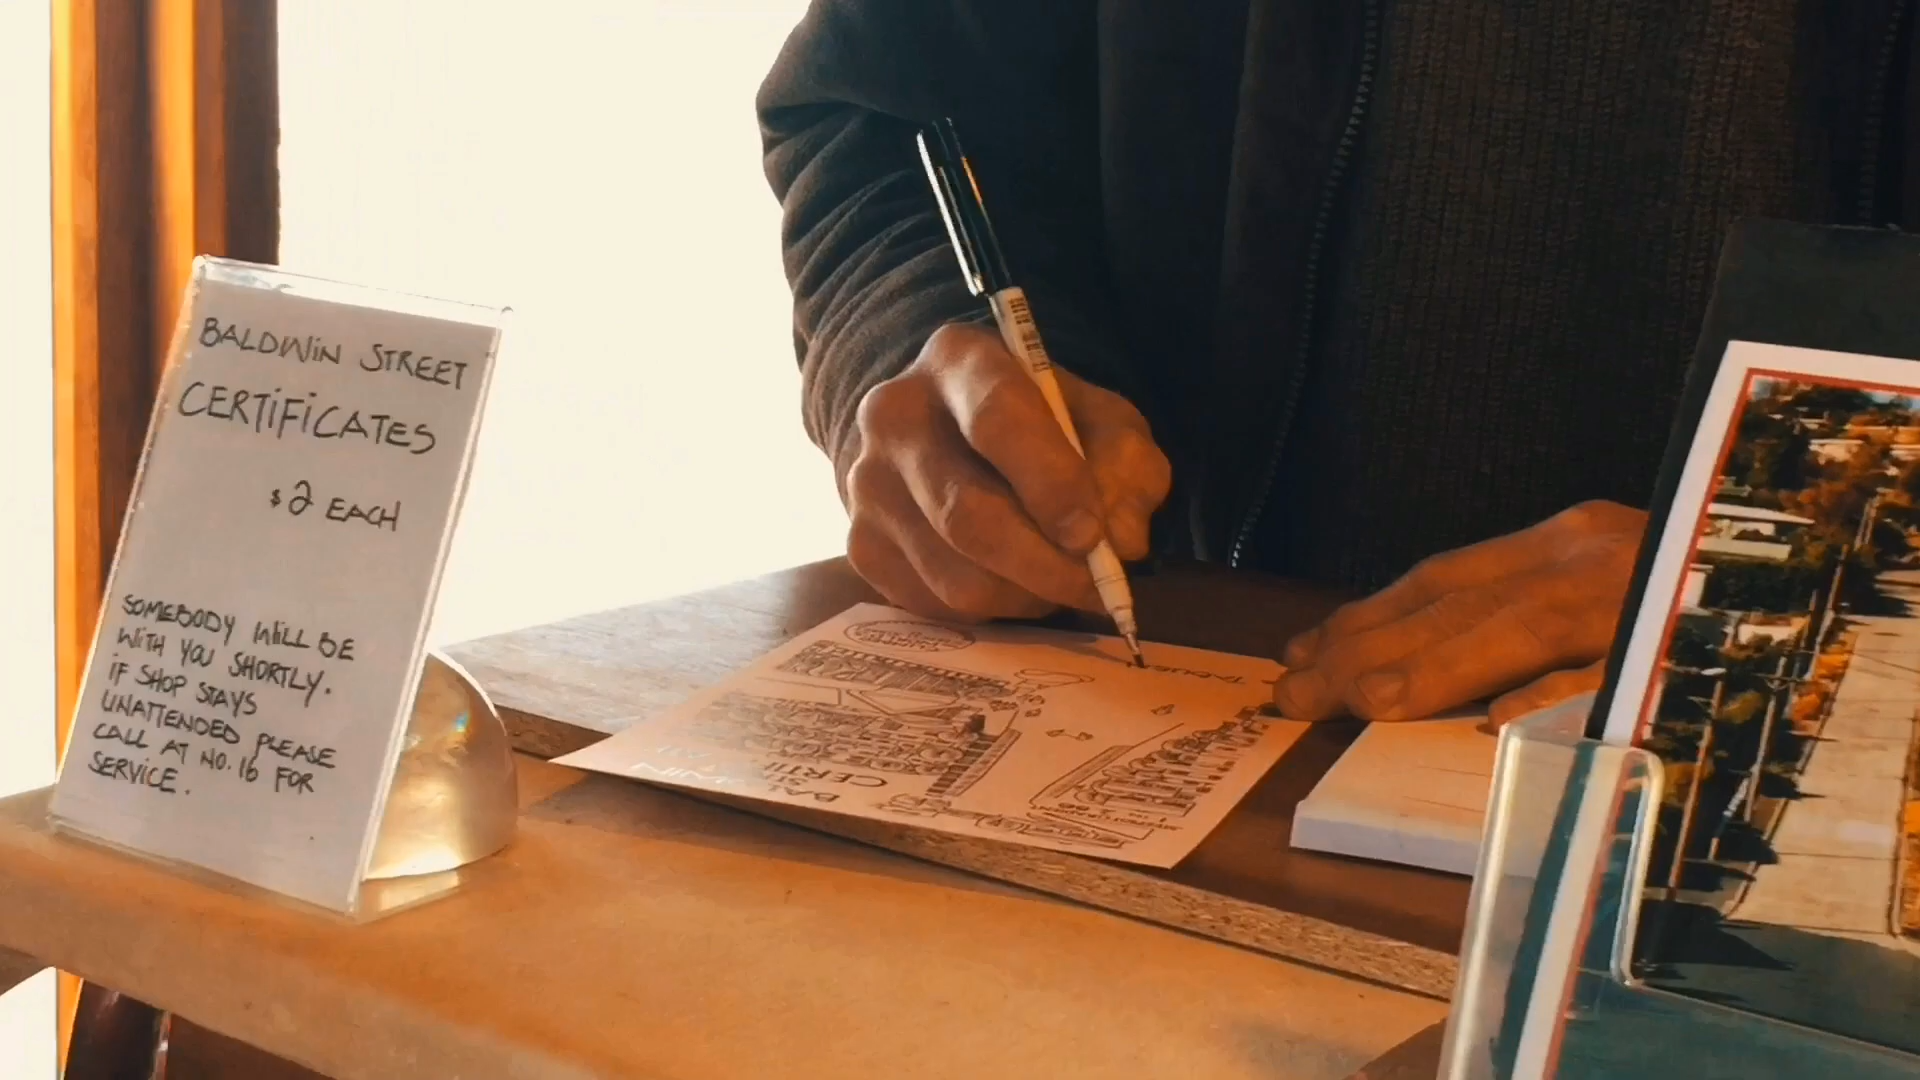 BALDWIN STREET
CERTIFICATES
$2 EACH
SOMEBODY WILL BE
WITH YOU SHORTLY.
IF SHOP STAYS
UNATTENDED PLEASE
CALL AT NO. 16 FOR
SERVICE.